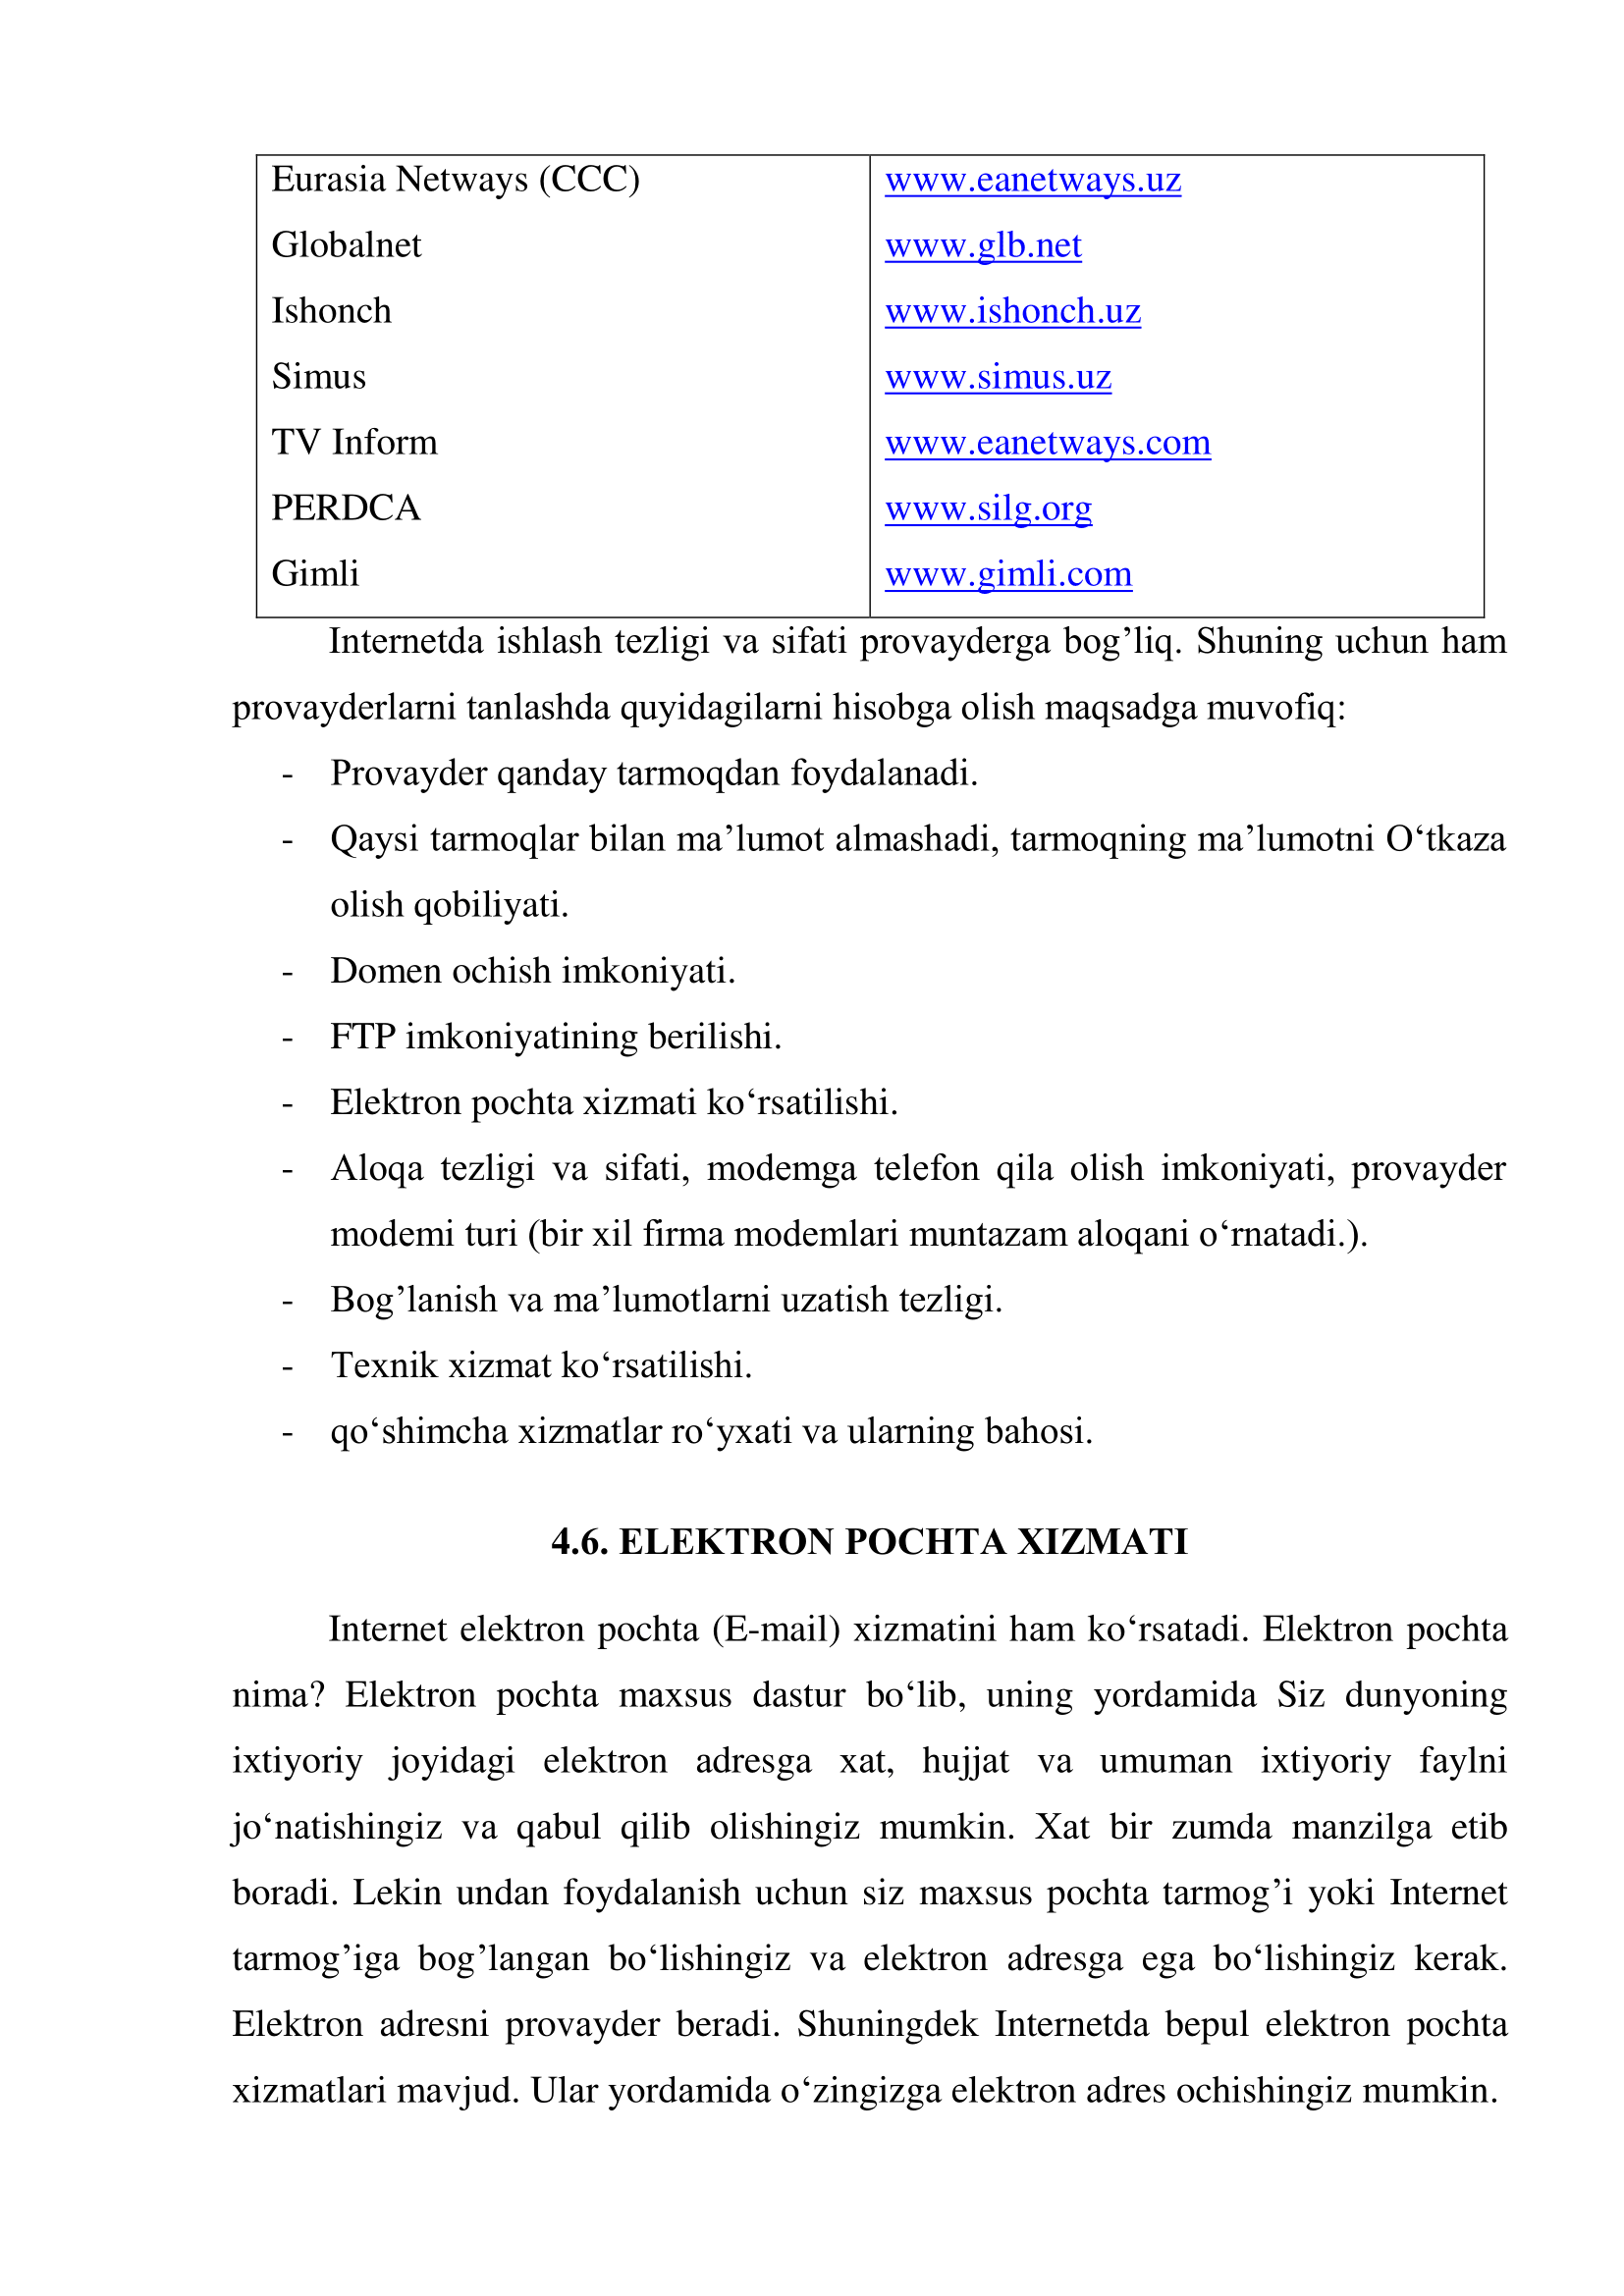 Eurasia Netways (CCC) www.eanetways.uz
Globalnet www.glb.net
Ishonch www.ishonch.uz
Simus www.simus.uz
TV Inform www.eanetways.com
PERDCA www.silg.org
Gimli www.gimli.com
Internetda ishlash tezligi va sifati provayderga bog’liq. Shuning uchun ham
provayderlarni tanlashda quyidagilarni hisobga olish maqsadga muvofiq:
- Provayder qanday tarmoqdan foydalanadi.
- Qaysi tarmoqlar bilan ma’lumot almashadi, tarmoqning ma’lumotni O‘tkaza
olish qobiliyati.
- Domen ochish imkoniyati.
- FTP imkoniyatining berilishi.
- Elektron pochta xizmati ko‘rsatilishi.
- Aloqa tezligi va sifati, modemga telefon qila olish imkoniyati, provayder
modemi turi (bir xil firma modemlari muntazam aloqani o‘rnatadi.).
- Bog’lanish va ma’lumotlarni uzatish tezligi.
- Texnik xizmat ko‘rsatilishi.
- qo‘shimcha xizmatlar ro‘yxati va ularning bahosi.
4.6. ELEKTRON POCHTA XIZMATI
Internet elektron pochta (E-mail) xizmatini ham ko‘rsatadi. Elektron pochta
nima? Elektron pochta maxsus dastur bo‘lib, uning yordamida Siz dunyoning
ixtiyoriy joyidagi elektron adresga xat, hujjat va umuman ixtiyoriy faylni
jo‘natishingiz va qabul qilib olishingiz mumkin. Xat bir zumda manzilga etib
boradi. Lekin undan foydalanish uchun siz maxsus pochta tarmog’i yoki Internet
tarmog’iga bog’langan bo‘lishingiz va elektron adresga ega bo‘lishingiz kerak.
Elektron adresni provayder beradi. Shuningdek Internetda bepul elektron pochta
xizmatlari mavjud. Ular yordamida o‘zingizga elektron adres ochishingiz mumkin.